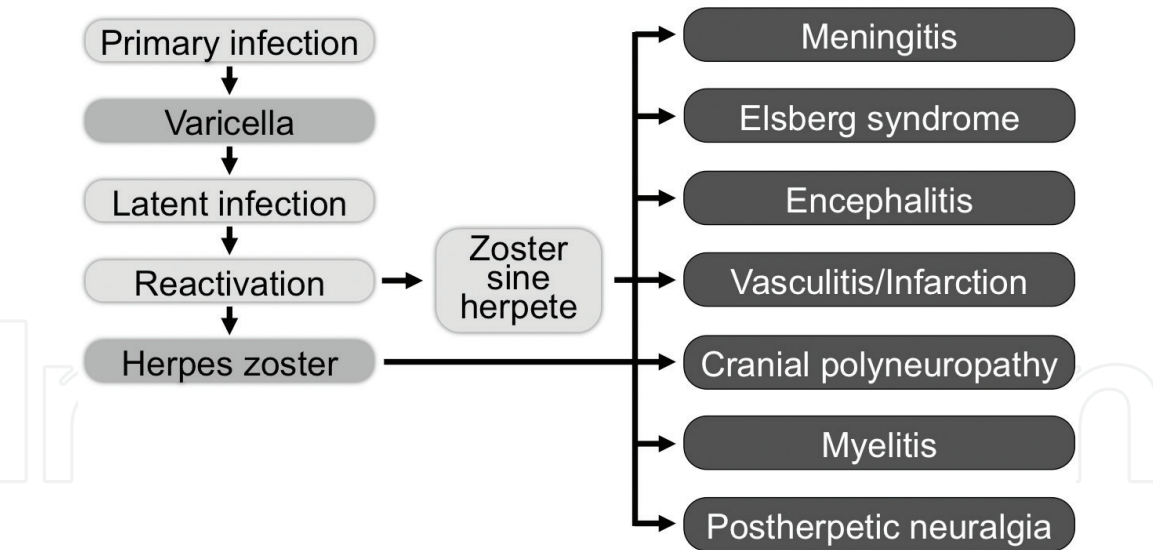 Primary infection
Varicella
Latent infection
Reactivation
Herpes zoster
Zoster
sine
herpete
Meningitis
Elsberg syndrome
Encephalitis
Vasculitis/Infarction
Cranial polyneuropathy
Myelitis
Postherpetic neuralgia